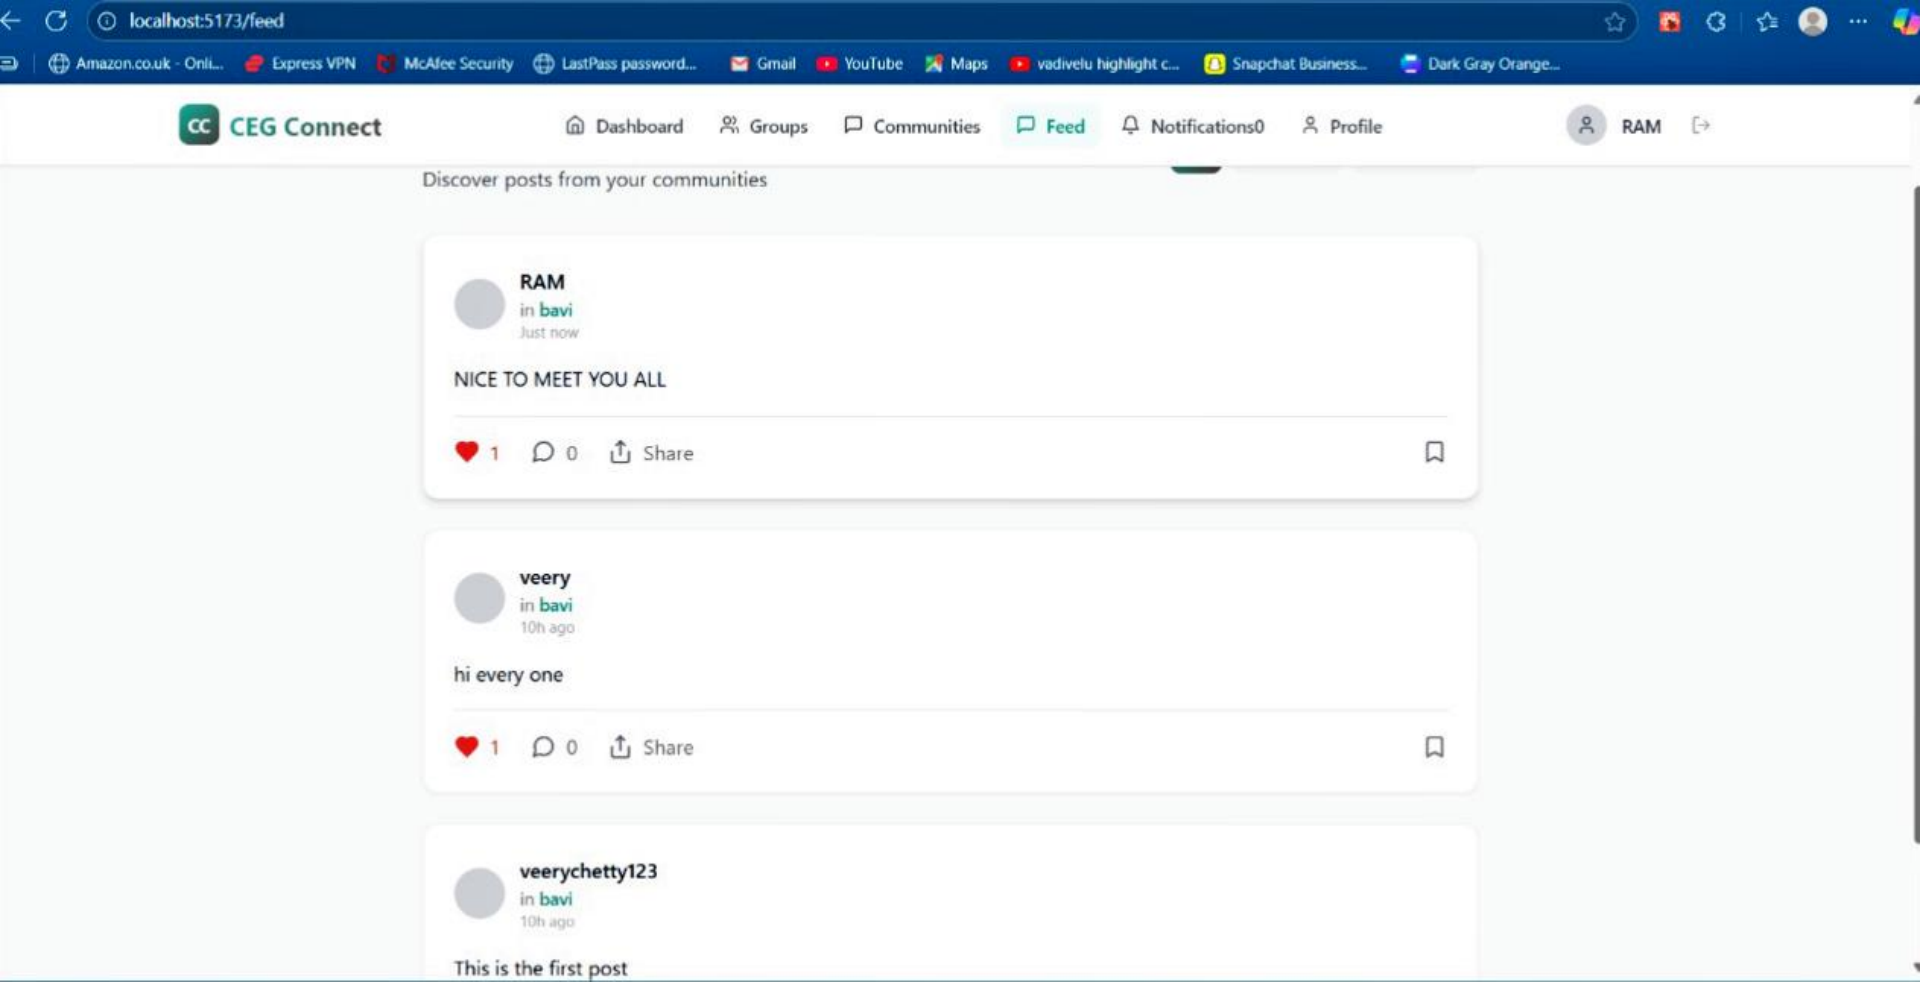 localhost:5173/feed
Amazon.co.uk - Onli... Express VPN McAfee Security LastPass password... Gmail YouTube Maps vadivelu highlight c... Snapchat Business... Dark Gray Orange...
CC CEG Connect Dashboard Groups Communities Feed Notifications0 Profile RAM
Discover posts from your communities
RAM
in bavi
Just now
NICE TO MEET YOU ALL
1 0 Share
veery
in bavi
10h ago
hi every one
1 0 Share
veerychetty123
in bavi
10h ago
This is the first post